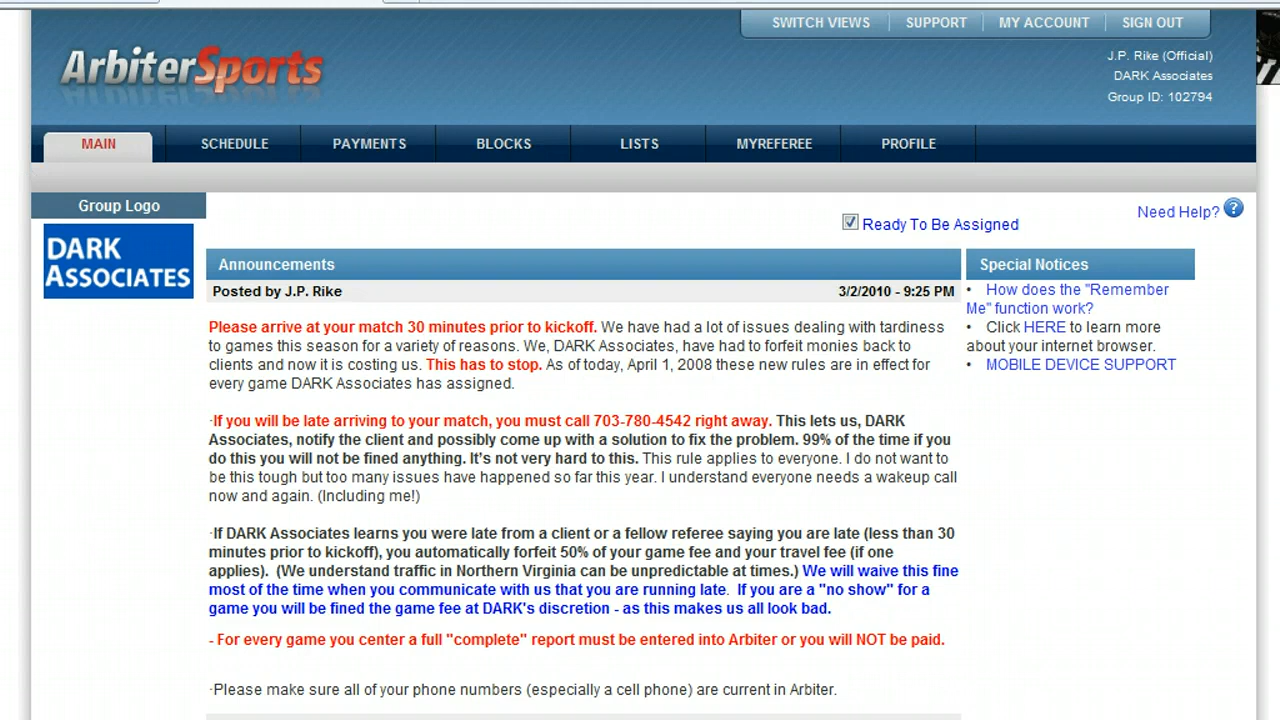 SWITCH VIEWS SUPPORT MY ACCOUNT SIGN OUT
ArbiterSports
J.P. Rike (Official)
DARK Associates
Group ID: 102794
MAIN SCHEDULE PAYMENTS BLOCKS LISTS MYREFEREE PROFILE
Group Logo
DARK
ASSOCIATES
Ready To Be Assigned
Need Help? ?
Announcements
Posted by J.P. Rike 3/2/2010 - 9:25 PM
Please arrive at your match 30 minutes prior to kickoff. We have had a lot of issues dealing with tardiness
to games this season for a variety of reasons. We, DARK Associates, have had to forfeit monies back to
clients and now it is costing us. This has to stop. As of today, April 1, 2008 these new rules are in effect for
every game DARK Associates has assigned.
·If you will be late arriving to your match, you must call 703-780-4542 right away. This lets us, DARK
Associates, notify the client and possibly come up with a solution to fix the problem. 99% of the time if you
do this you will not be fined anything. It's not very hard to this. This rule applies to everyone. I do not want to
be this tough but too many issues have happened so far this year. I understand everyone needs a wakeup call
now and again. (Including me!)
·If DARK Associates learns you were late from a client or a fellow referee saying you are late (less than 30
minutes prior to kickoff), you automatically forfeit 50% of your game fee and your travel fee (if one
applies). (We understand traffic in Northern Virginia can be unpredictable at times.) We will waive this fine
most of the time when you communicate with us that you are running late. If you are a "no show" for a
game you will be fined the game fee at DARK's discretion - as this makes us all look bad.
- For every game you center a full "complete" report must be entered into Arbiter or you will NOT be paid.
·Please make sure all of your phone numbers (especially a cell phone) are current in Arbiter.
Special Notices
• How does the "Remember
Me" function work?
• Click HERE to learn more
about your internet browser.
• MOBILE DEVICE SUPPORT